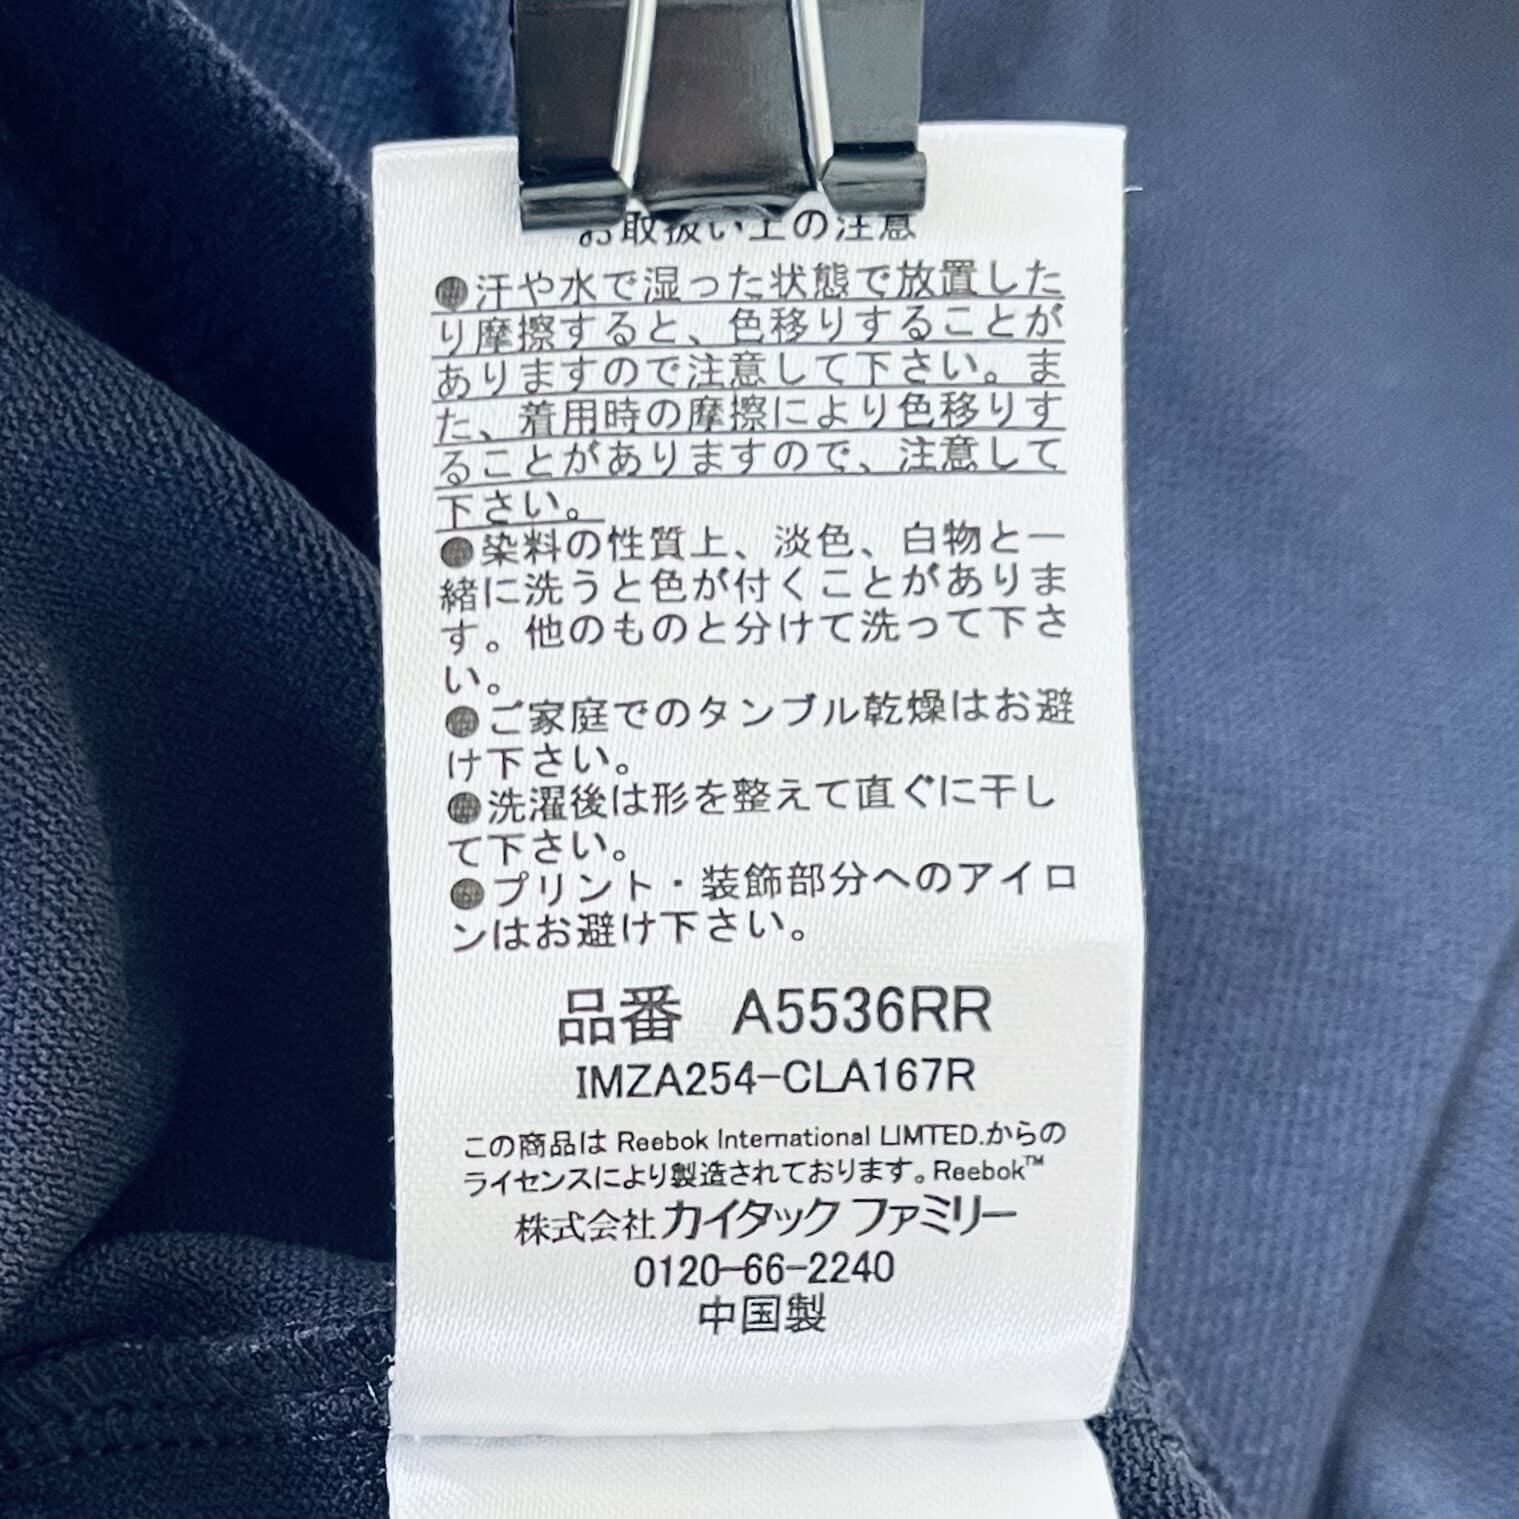 お取扱い上の注意
●汗や水で湿った状態で放置した
り摩擦すると、色移りすることが
ありますので注意して下さい。ま
た、着用時の摩擦により色移りす
ることがありますので、注意して
下さい。
●染料の性質上、淡色、白物と一
緒に洗うと色が付くことがありま
す。他のものと分けて洗って下さ
い。
●ご家庭でのタンブル乾燥はお避
け下さい。
●洗濯後は形を整えて直ぐに干し
て下さい。
●プリント・装飾部分へのアイロ
ンはお避け下さい。
品番 A5536RR
IMZA254-CLA167R
この商品は Reebok International LIMTED.からの
ライセンスにより製造されております。Reebok™
株式会社カイタック ファミリー
0120-66-2240
中国製